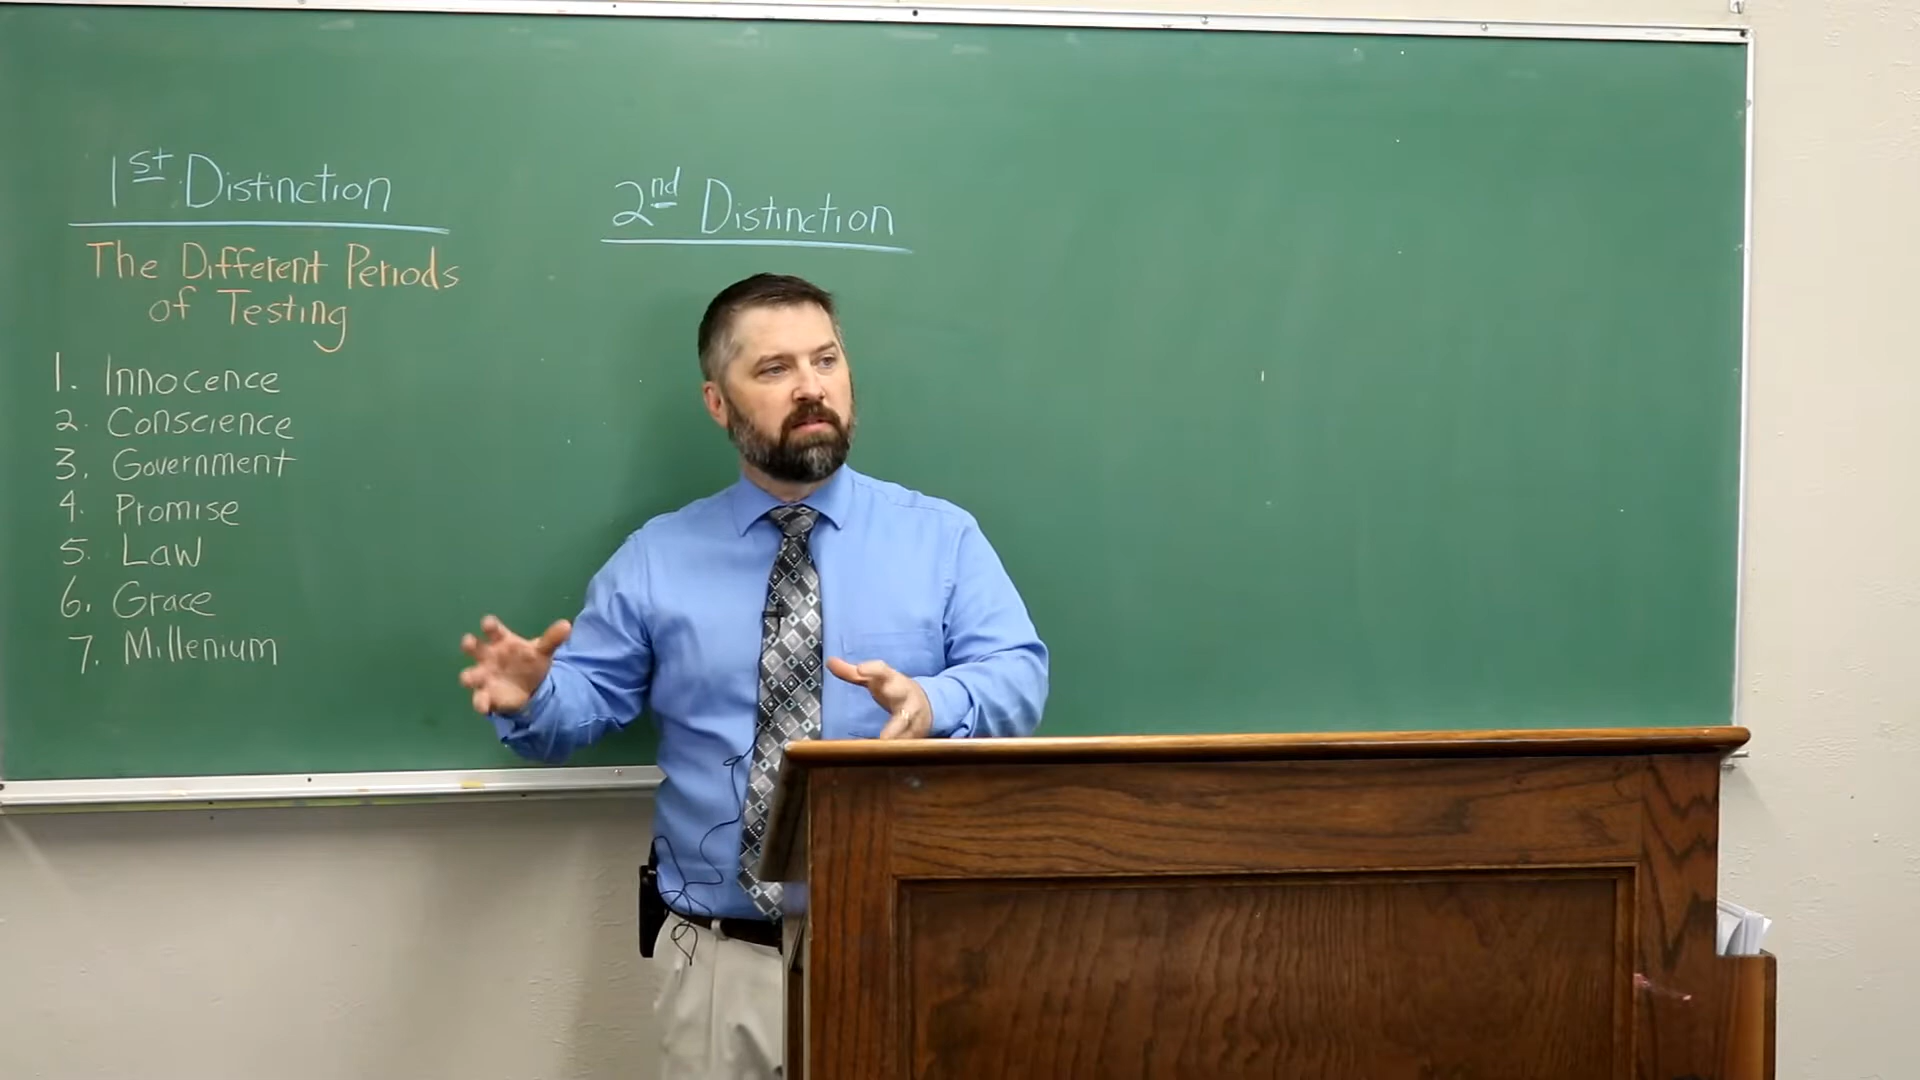 1st Distinction
The Different Periods
of Testing
1. Innocence
2. Conscience
3. Government
4. Promise
5. Law
6. Grace
7. Millenium
2nd Distinction